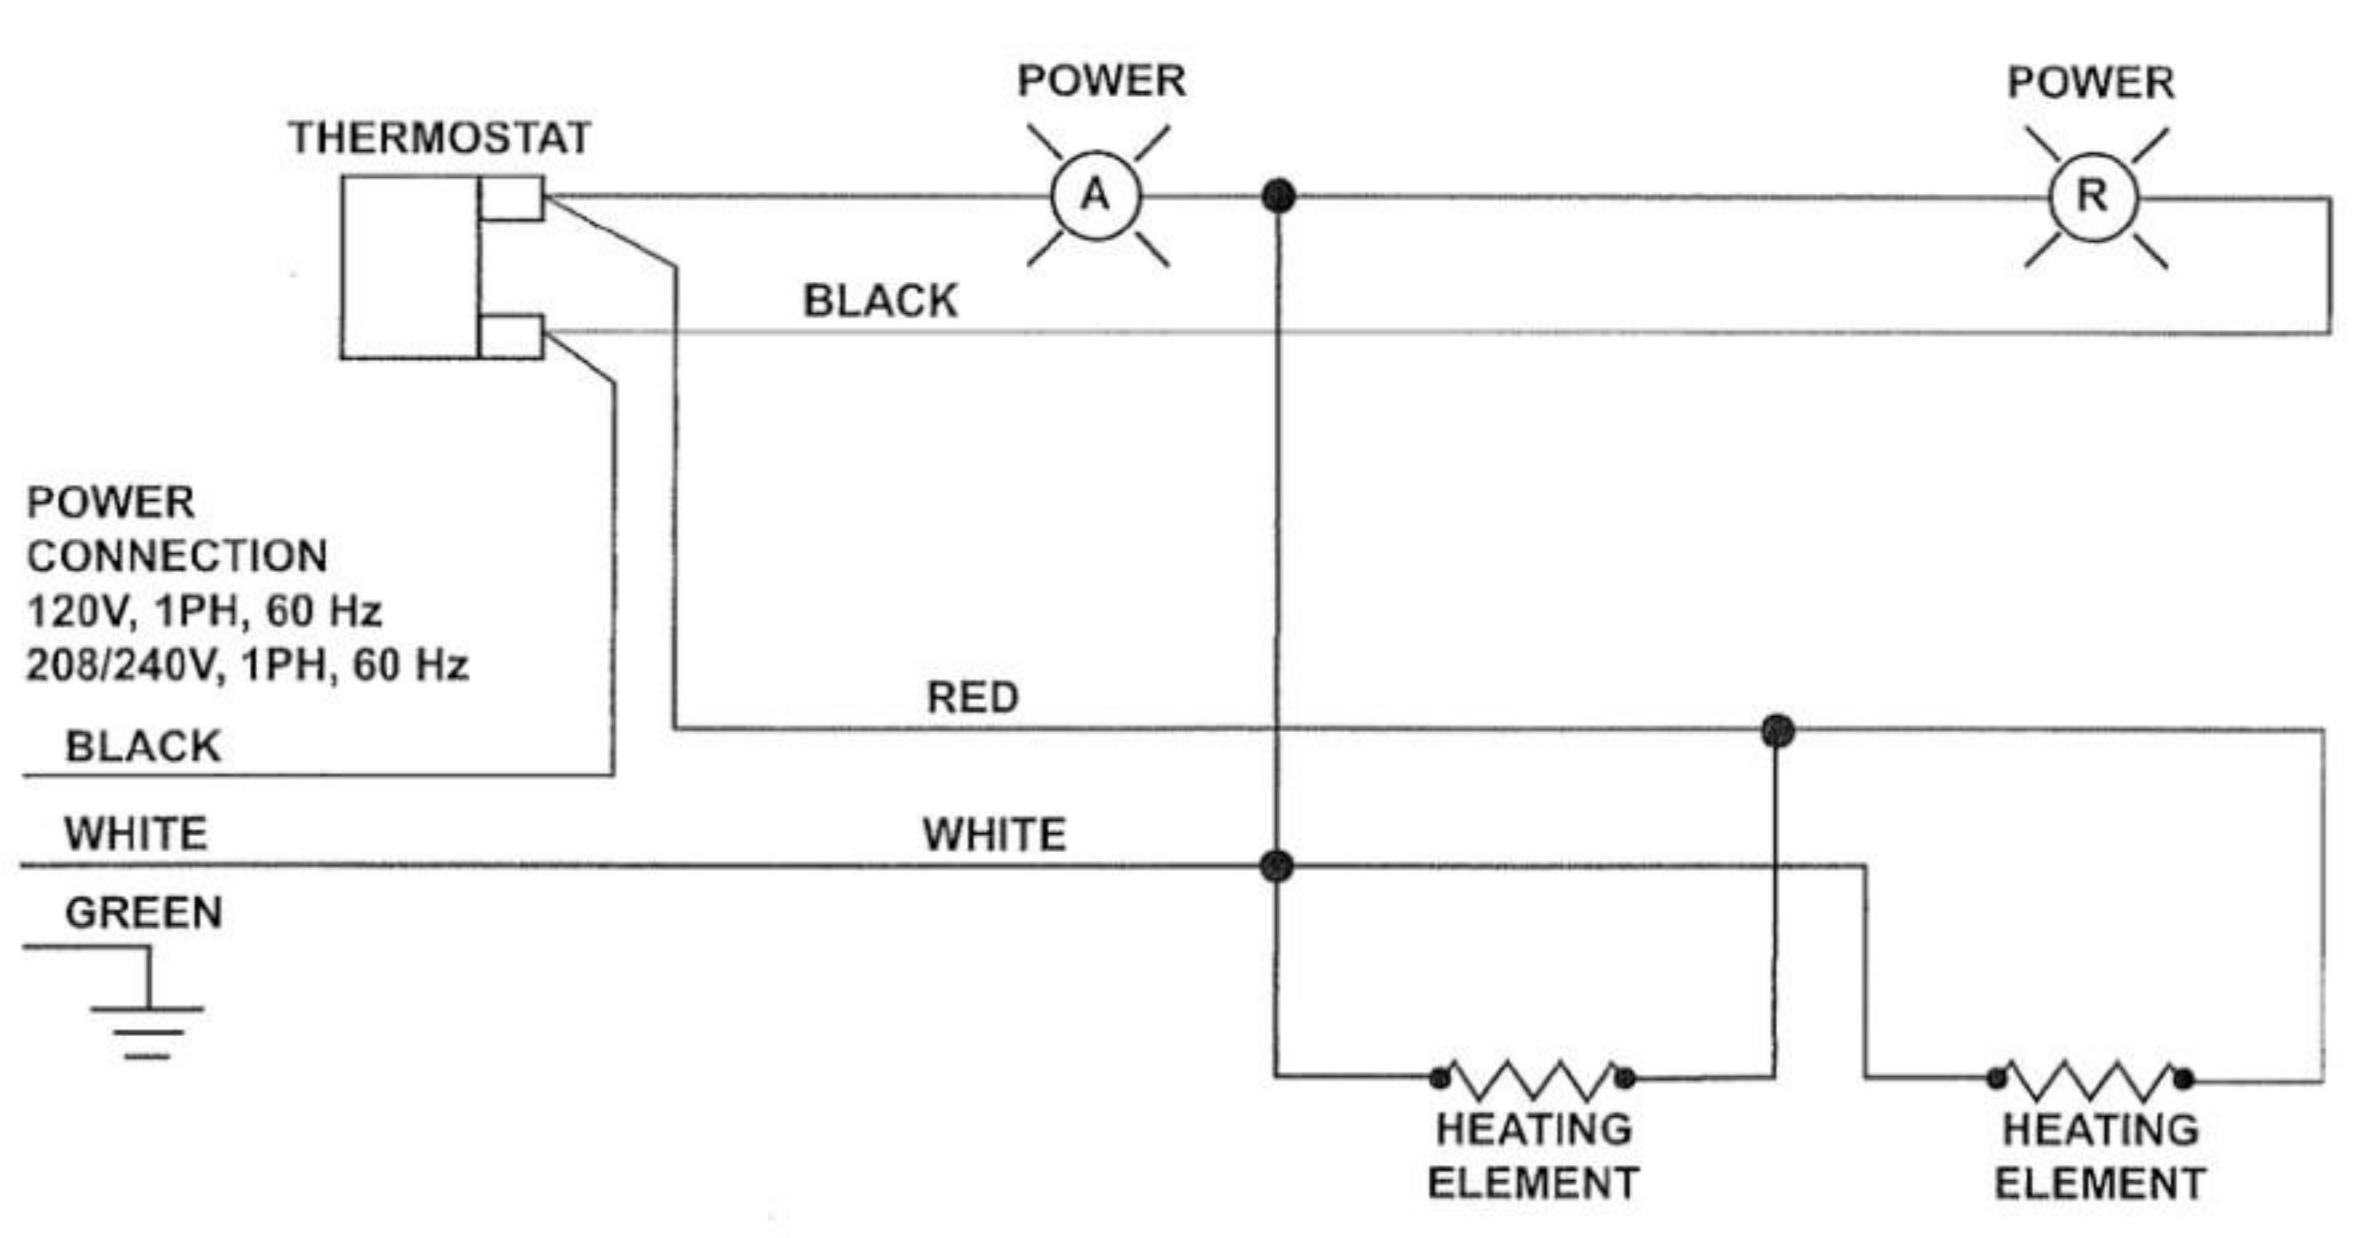 POWER
POWER
THERMOSTAT
A
R
BLACK
POWER
CONNECTION
120V, 1PH, 60 Hz
208/240V, 1PH, 60 Hz
RED
BLACK
WHITE
WHITE
GREEN
HEATING
ELEMENT
HEATING
ELEMENT